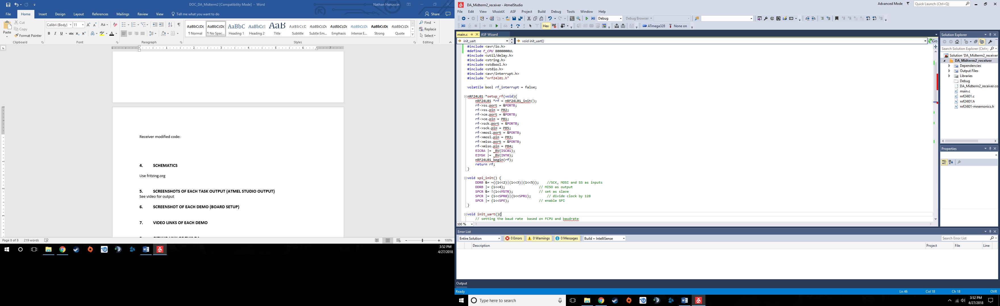 DOC_DA_Midterm2 [Compatibility Mode] - Word
Nathan Hanuscin
File Home Insert Design Layout References Mailings Review View Tell me what you want to do
Share
Paste
Cut
Copy
Format Painter
Clipboard
Calibri (Body) 11
Font
Paragraph
AaBbCcDc AaBbCcDc AaBbC AaBbCcl AaB AaBbCcD AaBbCcDc AaBbCcDc AaBbCcDc AaBbCcDc AaBbCcDc
¶ Normal ¶ No Spac... Heading 1 Heading 2 Title Subtitle Subtle Em... Emphasis Intense E... Strong Quote
Styles
Find
Replace
Select
Editing
Receiver modified code:
4. SCHEMATICS
Use fritzing.org
5. SCREENSHOTS OF EACH TASK OUTPUT (ATMEL STUDIO OUTPUT)
See video for output
6. SCREENSHOT OF EACH DEMO (BOARD SETUP)
7. VIDEO LINKS OF EACH DEMO
Page 8 of 8 219 words
100%
3:52 PM
4/27/2018
DA_Midterm2_receiver - AtmelStudio
Advanced Mode
Quick Launch (Ctrl+Q)
File Edit View VAssistX ASF Project Build Debug Tools Window Help
Debug
Debug Browser
Hex
ATmega328
None on
main.c ASF Wizard
init_uart
void init_uart()
Go
#include <avr/io.h>
#define F_CPU 8000000UL
#include <util/delay.h>
#include <string.h>
#include <stdbool.h>
#include <stdio.h>
#include <avr/interrupt.h>
#include "nrf24l01.h"
volatile bool rf_interrupt = false;
nRF24L01 *setup_rf(void){
nRF24L01 *rf = nRF24L01_init();
rf->ss.port = &PORTB;
rf->ss.pin = PB2;
rf->ce.port = &PORTB;
rf->ce.pin = PB1;
rf->sck.port = &PORTB;
rf->sck.pin = PB5;
rf->mosi.port = &PORTB;
rf->mosi.pin = PB3;
rf->miso.port = &PORTB;
rf->miso.pin = PB4;
EICRA |= _BV(ISC01);
EIMSK |= _BV(INT0);
nRF24L01_begin(rf);
return rf;
}
void spi_init() {
DDRB &= ~((1<<2)|(1<<3)|(1<<5)); //SCK, MOSI and SS as inputs
DDRB |= (1<<4); // MISO as output
SPCR &= !(1<<MSTR); // set as slave
SPCR |= (1<<SPR0)|(1<<SPR1); // divide clock by 128
SPCR |= (1<<SPE); // enable SPI
}
void init_uart(){
// setting the baud rate based on FCPU and baudrate
100 %
Solution Explorer
Search Solution Explorer (Ctrl+;
Solution 'DA_Midterm2_receiver
DA_Midterm2_receiver
Dependencies
Output Files
Libraries
Debug
DA_Midterm2_receiver.co
main.c
nrf24l01.c
nrf24l01.h
nrf24l01-mnemonics.h
Properties
Error List
Entire Solution
0 Errors
0 Warnings
0 Messages
Build + IntelliSense
Search Error List
Description Project File Line
Output
Ready
Ln 46 Col 18 Ch 18 OVR
Type here to search
3:52 PM
4/27/2018